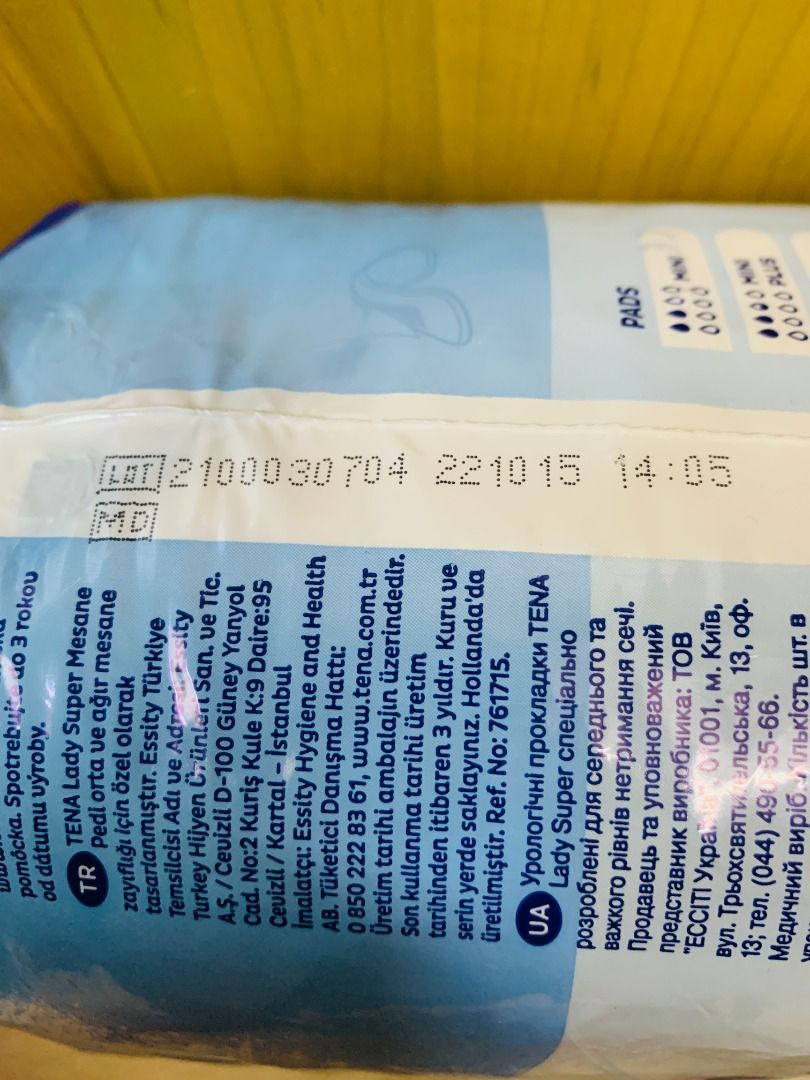 PADS
MINI
MINI PLUS
LOT 2100030704 221015 14:05
MD
pomôcka. Spotrebujte do 3 rokov
od dátumu výroby.
TR
TENA Lady Super Mesane
Pedi orta ve ağır mesane
zayıflığı için özel olarak
tasarlanmıştır. Essity Türkiye
Temsilcisi Adı ve Adresi: Essity
Turkey Hijyen Ürünleri San. ve Tic.
A.Ş. / Cevizli D-100 Güney Yanyol
Cad. No:2 Kuriş Kule K:9 Daire:95
Cevizli / Kartal – İstanbul
İmalatçı: Essity Hygiene and Health
AB. Tüketici Danışma Hattı:
0 850 222 83 61, www.tena.com.tr
Üretim tarihi ambalajın üzerindedir.
Son kullanma tarihi üretim
tarihinden itibaren 3 yıldır. Kuru ve
serin yerde saklayınız. Hollanda'da
üretilmiştir. Ref. No: 761715.
UA
Урологічні прокладки TENA
Lady Super спеціально
розроблені для середнього та
важкого рівнів нетримання сечі.
Продавець та уповноважений
представник виробника: ТОВ
"ЕССІТІ Україна", 01001, м. Київ,
вул. Трьохсвятительська, 13, оф.
13; тел. (044) 490-55-66.
Медичний виріб. Кількість шт. в